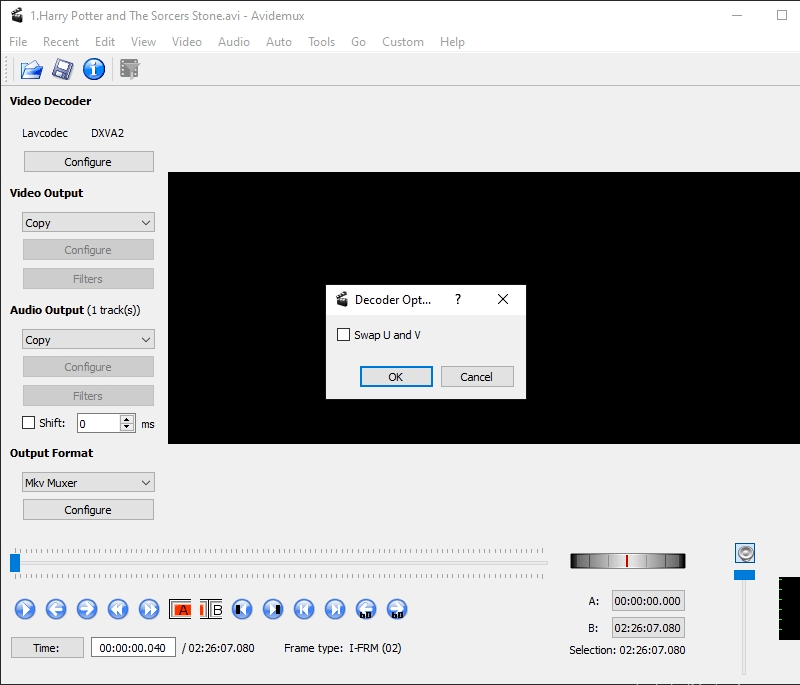 1.Harry Potter and The Sorcers Stone.avi - Avidemux
File Recent Edit View Video Audio Auto Tools Go Custom Help
Video Decoder
Lavcodec DXVA2
Configure
Video Output
Copy
Configure
Filters
Audio Output (1 track(s))
Copy
Configure
Filters
Shift: 0 ms
Output Format
Mkv Muxer
Configure
Decoder Opt... ?
Swap U and V
OK Cancel
A B 60 60
A: 00:00:00.000
B: 02:26:07.080
Selection: 02:26:07.080
Time: 00:00:00.040 / 02:26:07.080 Frame type: I-FRM (02)